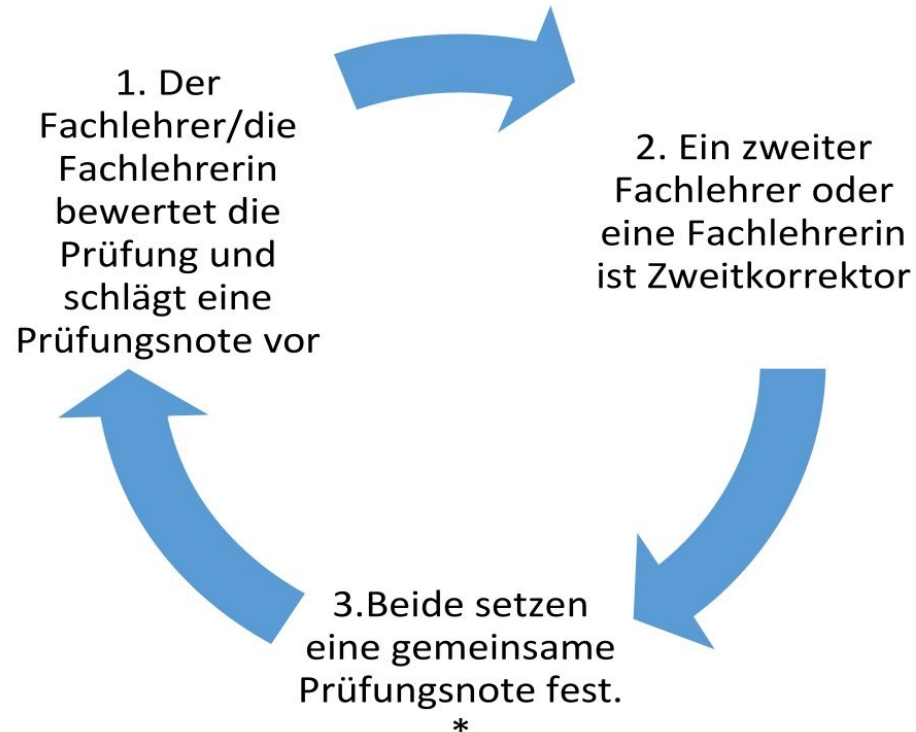 1. Der
Fachlehrer/die
Fachlehrerin
bewertet die
Prüfung und
schlägt eine
Prüfungsnote vor
2. Ein zweiter
Fachlehrer oder
eine Fachlehrerin
ist Zweitkorrektor
3.Beide setzen
eine gemeinsame
Prüfungsnote fest.
*